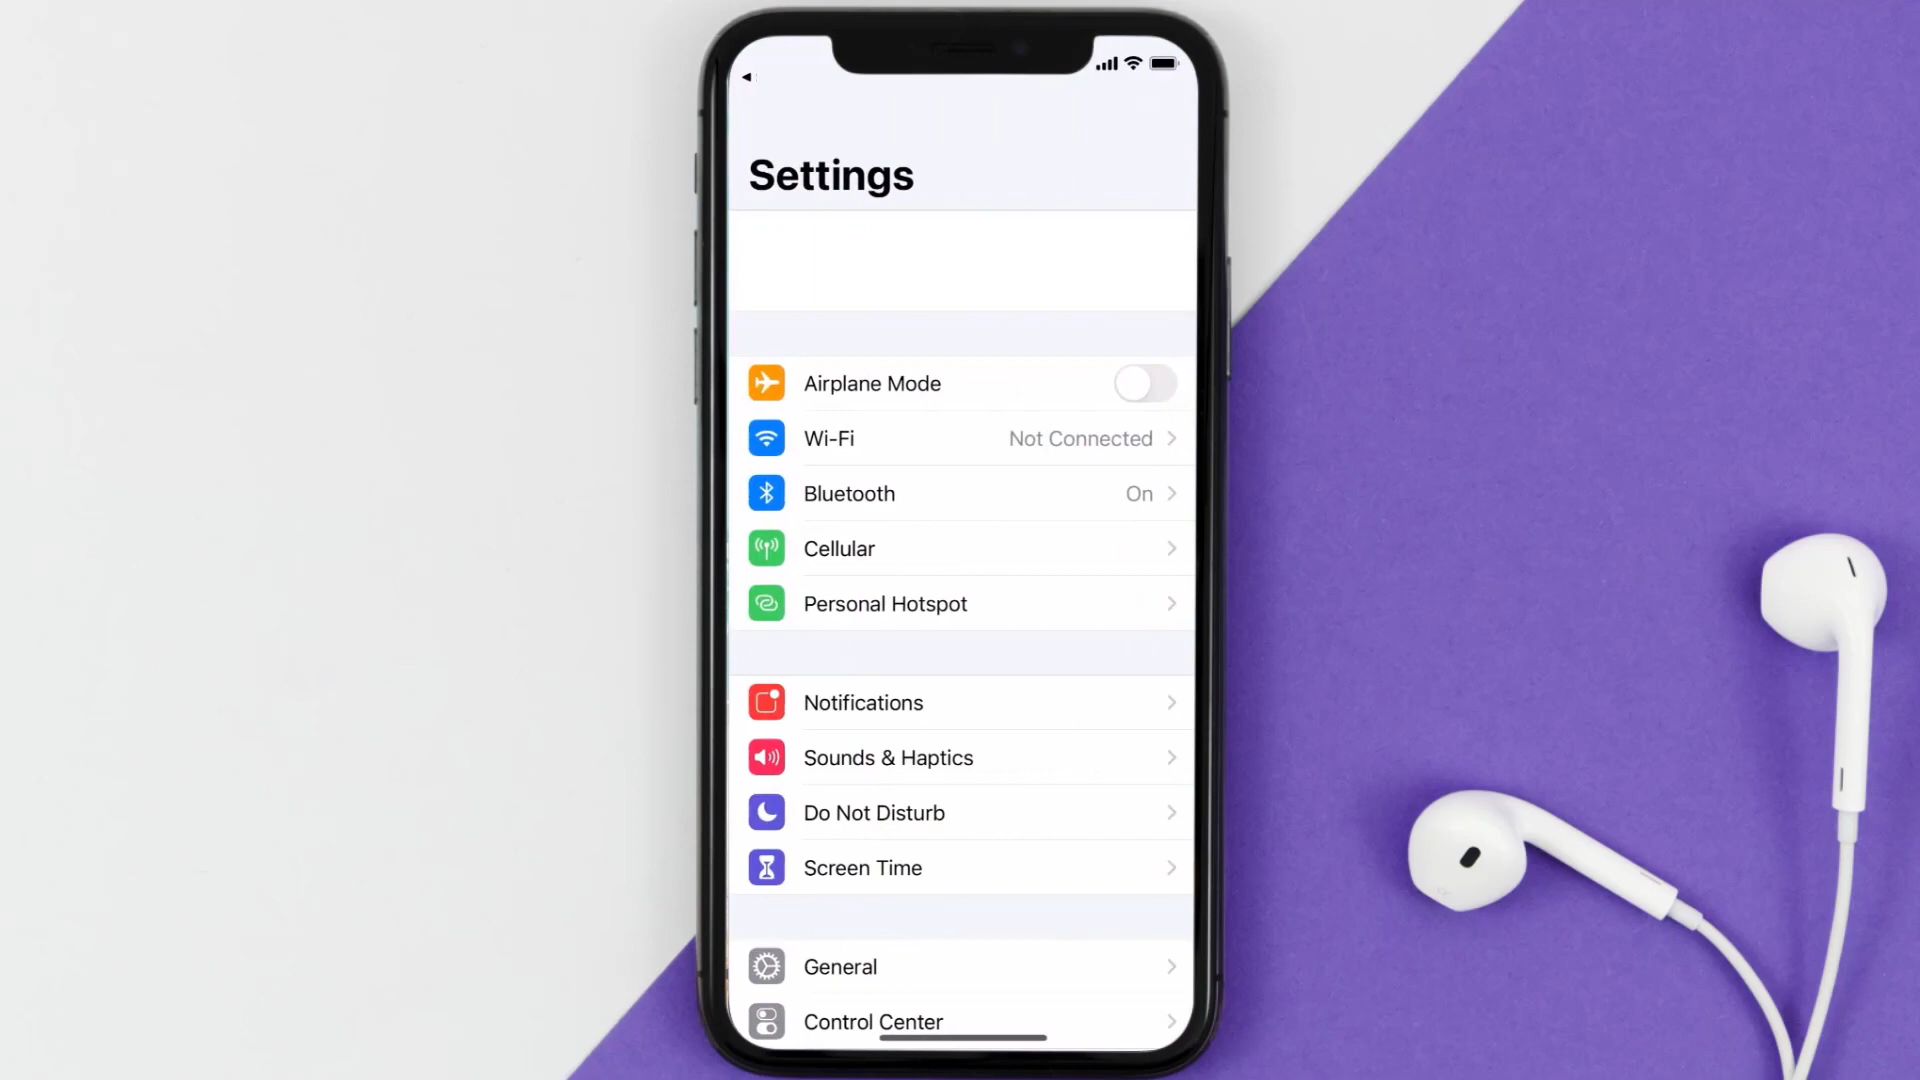 Settings
Airplane Mode
Wi-Fi Not Connected
Bluetooth On
Cellular
Personal Hotspot
Notifications
Sounds & Haptics
Do Not Disturb
Screen Time
General
Control Center